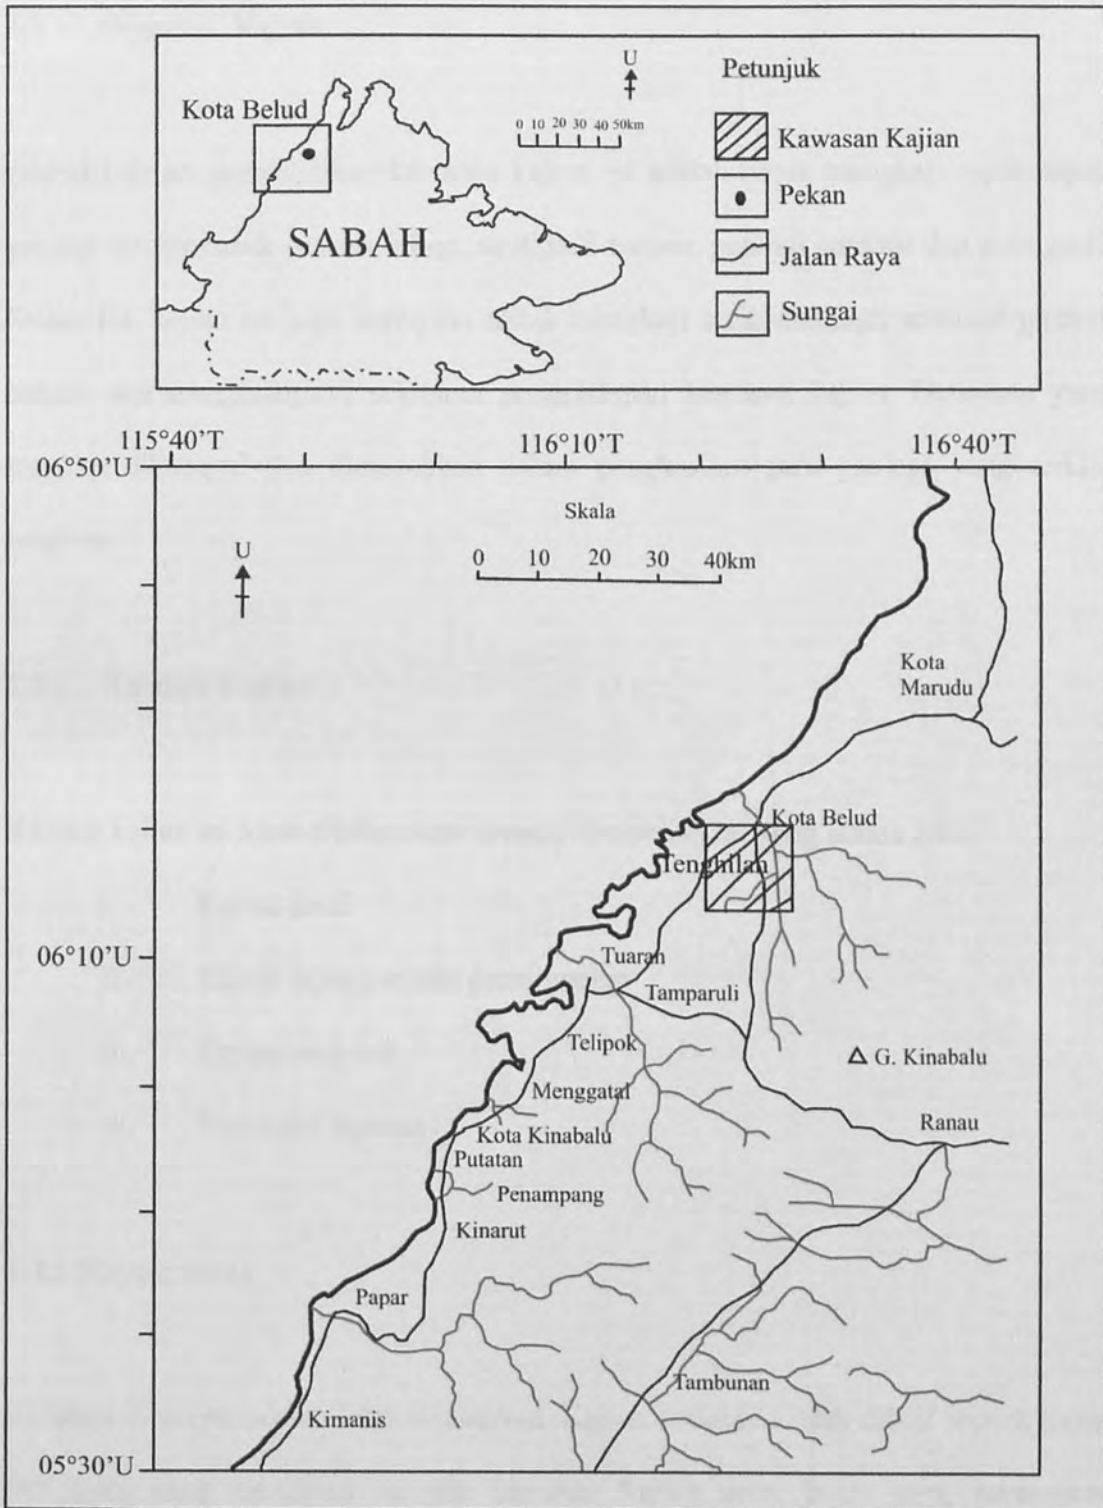 U
Petunjuk
Kota Belud
0 10 20 30 40 50km
Kawasan Kajian
Pekan
SABAH
Jalan Raya
Sungai
115°40'T
116°10'T
116°40'T
06°50'U
Skala
U
0 10 20 30 40km
Kota
Marudu
Kota Belud
Tenghilan
06°10'U
Tuaran
Tamparuli
Telipok
G. Kinabalu
Menggatal
Ranau
Kota Kinabalu
Putatan
Penampang
Kinarut
Papar
Tambunan
Kimanis
05°30'U